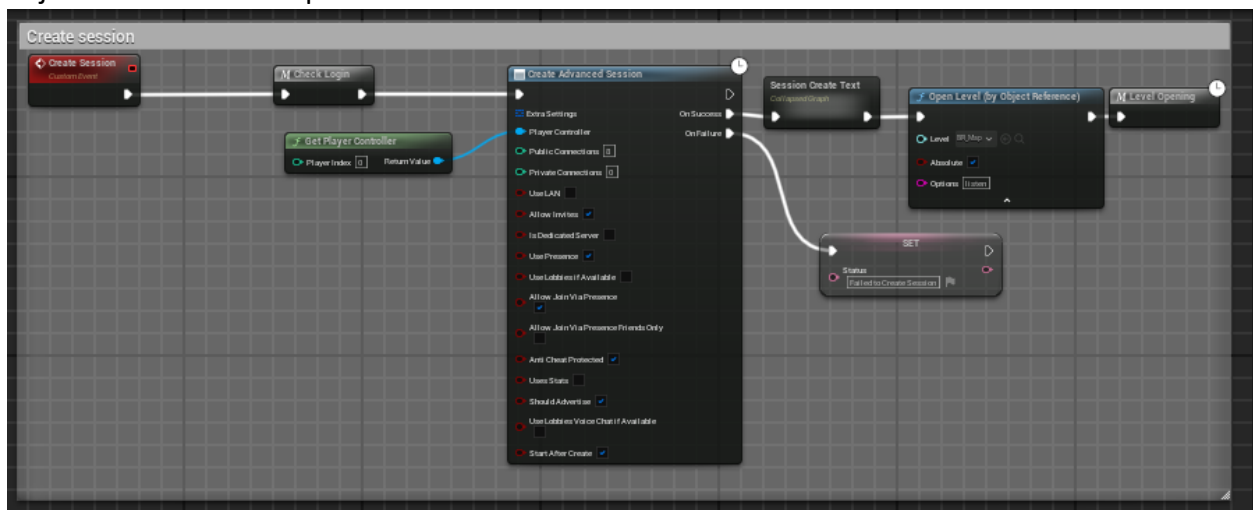 Create session
Create Session
Custom Event
Check Login
Get Player Controller
Player Index 0 Return Value
Create Advanced Session
Extra Settings On Success
Player Controller On Failure
Public Connections
Private Connections 0
Use LAN
Allow Invites
Is Dedicated Server
Use Presence
Use Lobbies if Available
Allow Join Via Presence
Allow Join Via Presence Friends Only
Anti Cheat Protected
Uses Stats
Should Advertise
Use Lobbies Voice Chat if Available
Start After Create
Session Create Text
Collapsed Graph
Open Level (by Object Reference)
Level
Absolute
Options listen
Level Opening
SET
Status
Failed to Create Session